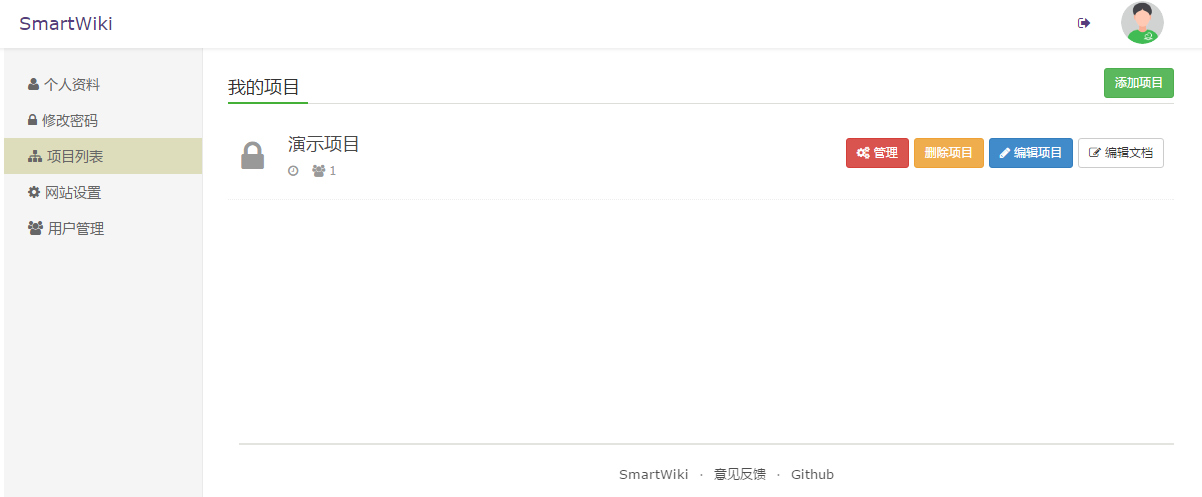 SmartWiki
个人资料
修改密码
项目列表
网站设置
用户管理
我的项目
添加项目
演示项目
1
管理 删除项目 编辑项目 编辑文档
SmartWiki · 意见反馈 · Github